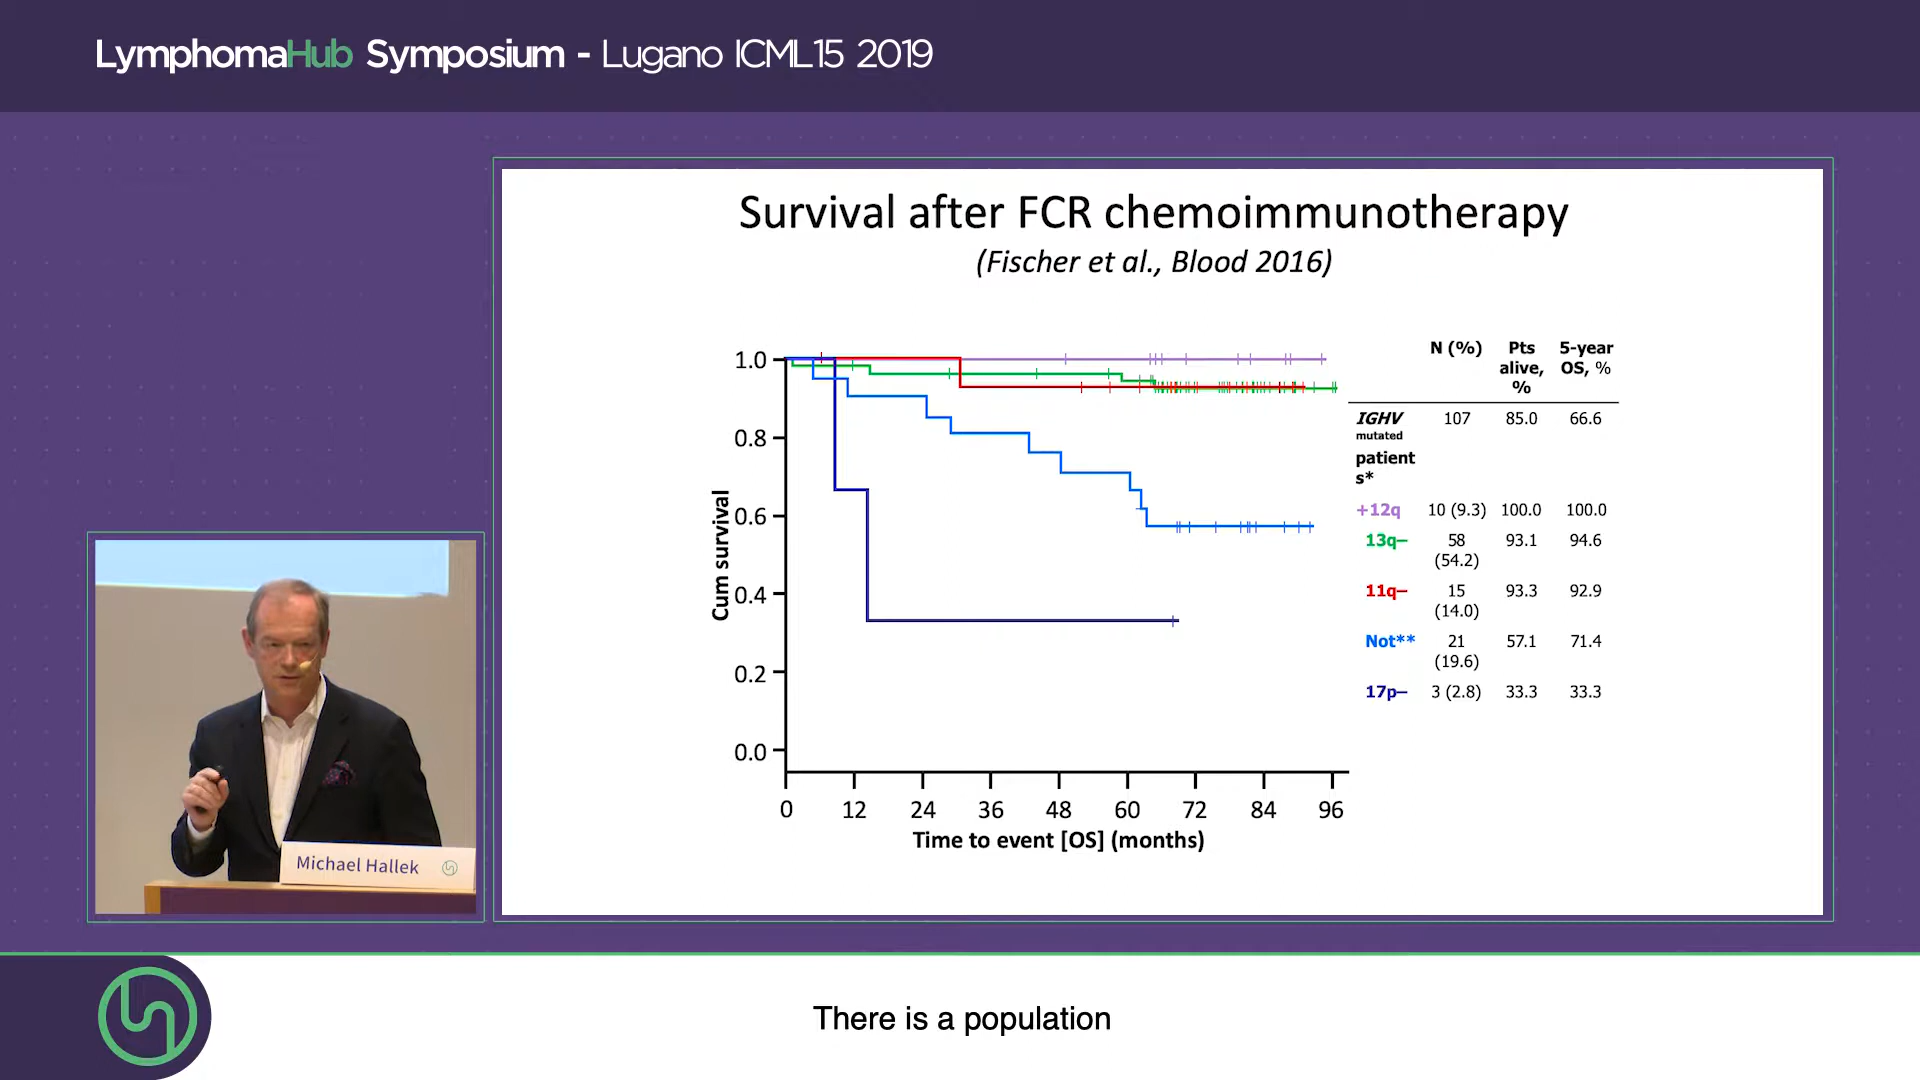 LymphomaHub Symposium - Lugano ICML15 2019
Survival after FCR chemoimmunotherapy
(Fischer et al., Blood 2016)
1.0
0.8
0.6
0.4
0.2
0.0
Cum survival
0 12 24 36 48 60 72 84 96
Time to event [OS] (months)
N (%) Pts alive, % 5-year OS, %
IGHV mutated patients* 107 85.0 66.6
+12q 10 (9.3) 100.0 100.0
13q– 58 (54.2) 93.1 94.6
11q– 15 (14.0) 93.3 92.9
Not** 21 (19.6) 57.1 71.4
17p– 3 (2.8) 33.3 33.3
Michael Hallek
There is a population